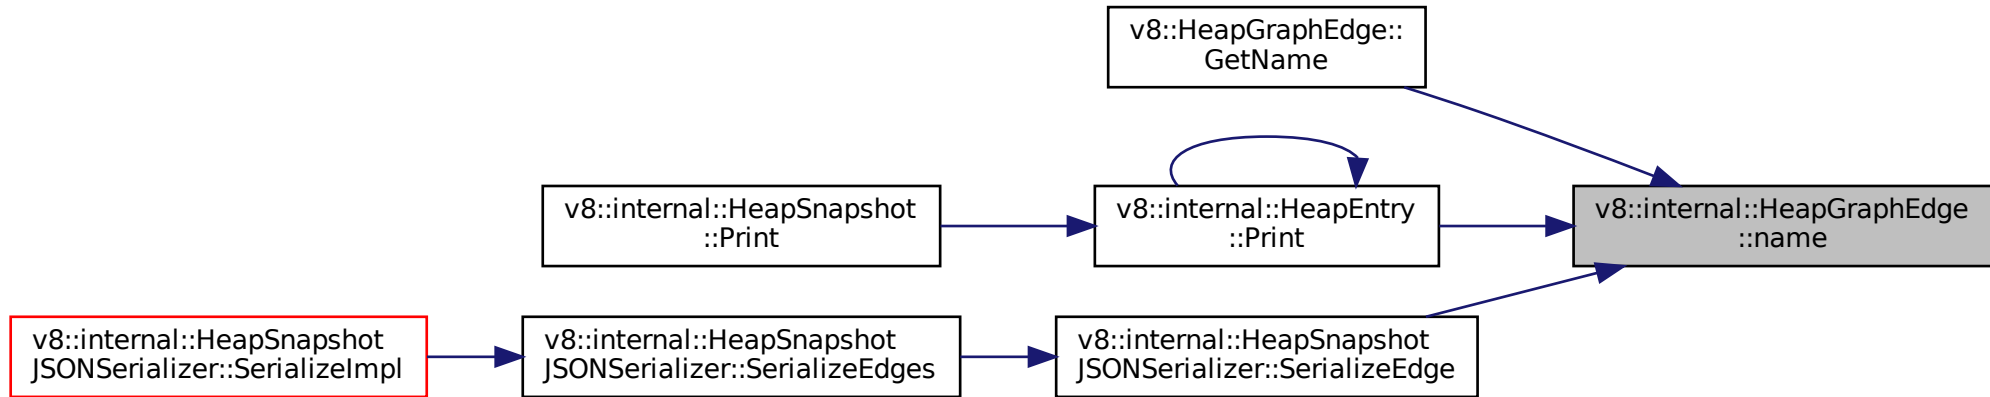 v8::HeapGraphEdge::
GetName
v8::internal::HeapSnapshot
::Print
v8::internal::HeapEntry
::Print
v8::internal::HeapGraphEdge
::name
v8::internal::HeapSnapshot
JSONSerializer::SerializeImpl
v8::internal::HeapSnapshot
JSONSerializer::SerializeEdges
v8::internal::HeapSnapshot
JSONSerializer::SerializeEdge